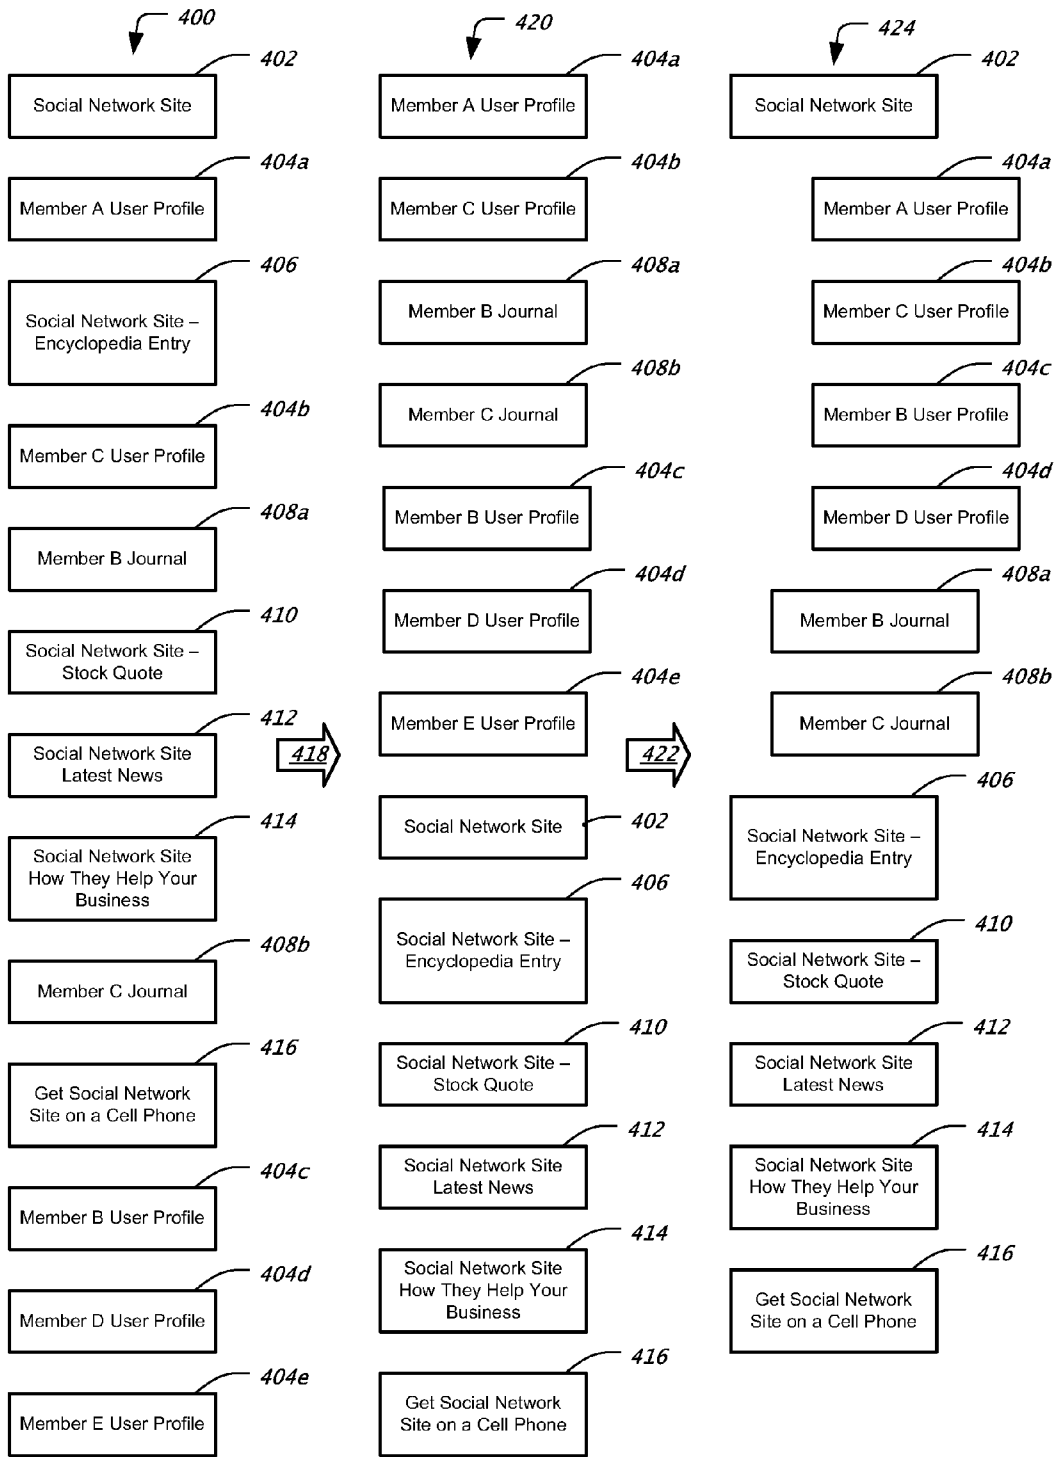 400
402
Social Network Site
404a
Member A User Profile
406
Social Network Site –
Encyclopedia Entry
404b
Member C User Profile
408a
Member B Journal
410
Social Network Site –
Stock Quote
412
Social Network Site
Latest News
414
Social Network Site
How They Help Your
Business
408b
Member C Journal
416
Get Social Network
Site on a Cell Phone
404c
Member B User Profile
404d
Member D User Profile
404e
Member E User Profile
418
420
404a
Member A User Profile
404b
Member C User Profile
408a
Member B Journal
408b
Member C Journal
404c
Member B User Profile
404d
Member D User Profile
404e
Member E User Profile
402
Social Network Site
406
Social Network Site –
Encyclopedia Entry
410
Social Network Site –
Stock Quote
412
Social Network Site
Latest News
414
Social Network Site
How They Help Your
Business
416
Get Social Network
Site on a Cell Phone
422
424
402
Social Network Site
404a
Member A User Profile
404b
Member C User Profile
404c
Member B User Profile
404d
Member D User Profile
408a
Member B Journal
408b
Member C Journal
406
Social Network Site –
Encyclopedia Entry
410
Social Network Site –
Stock Quote
412
Social Network Site
Latest News
414
Social Network Site
How They Help Your
Business
416
Get Social Network
Site on a Cell Phone